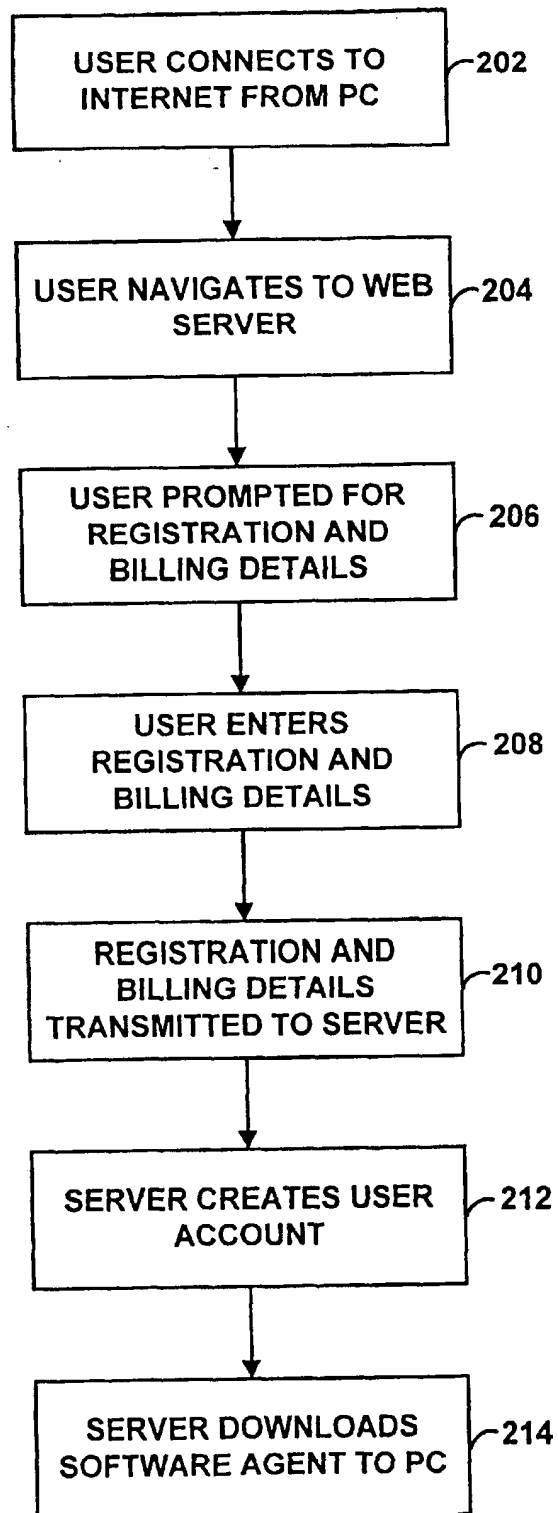 USER CONNECTS TO
INTERNET FROM PC
202
USER NAVIGATES TO WEB
SERVER
204
USER PROMPTED FOR
REGISTRATION AND
BILLING DETAILS
206
USER ENTERS
REGISTRATION AND
BILLING DETAILS
208
REGISTRATION AND
BILLING DETAILS
TRANSMITTED TO SERVER
210
SERVER CREATES USER
ACCOUNT
212
SERVER DOWNLOADS
SOFTWARE AGENT TO PC
214